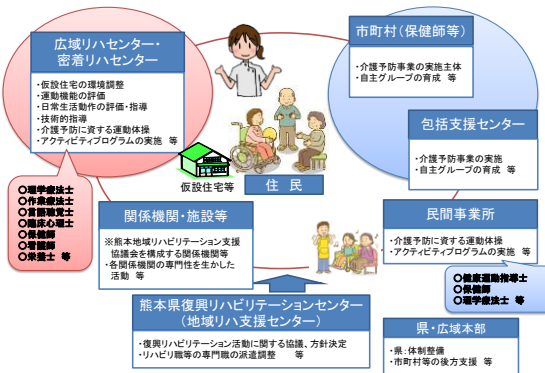 広域リハセンター・
密着リハセンター
・仮設住宅の環境調整
・運動機能の評価
・日常生活動作の評価・指導
・技術的指導
・介護予防に資する運動体操
・アクティビティプログラムの実施 等
市町村(保健師等)
・介護予防事業の実施主体
・自主グループの育成 等
包括支援センター
・介護予防事業の実施
・自主グループの育成 等
仮設住宅等
住 民
○理学療法士
○作業療法士
○言語聴覚士
○臨床心理士
○保健師
○看護師
○栄養士 等
関係機関・施設等
※熊本地域リハビリテーション支援
協議会を構成する関係機関等
・各関係機関の専門性を生かした
活動 等
民間事業所
・介護予防に資する運動体操
・アクティビティプログラムの実施 等
○健康運動指導士
○保健師
○理学療法士 等
熊本県復興リハビリテーションセンター
(地域リハ支援センター)
・復興リハビリテーション活動に関する協議、方針決定
・リハビリ職等の専門職の派遣調整 等
県・広域本部
・県:体制整備
・市町村等の後方支援 等